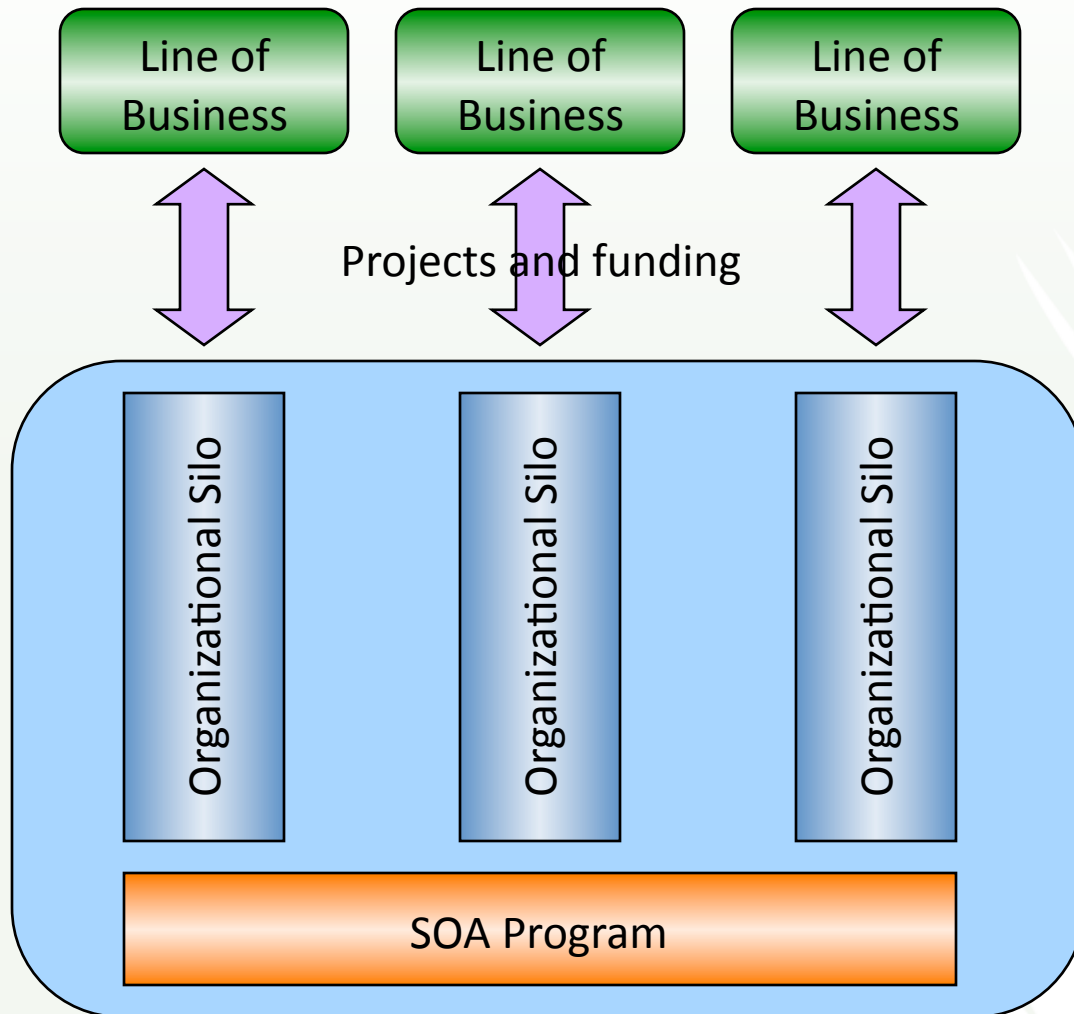 Line of
Business
Line of
Business
Line of
Business
Projects and funding
Organizational Silo
Organizational Silo
Organizational Silo
SOA Program